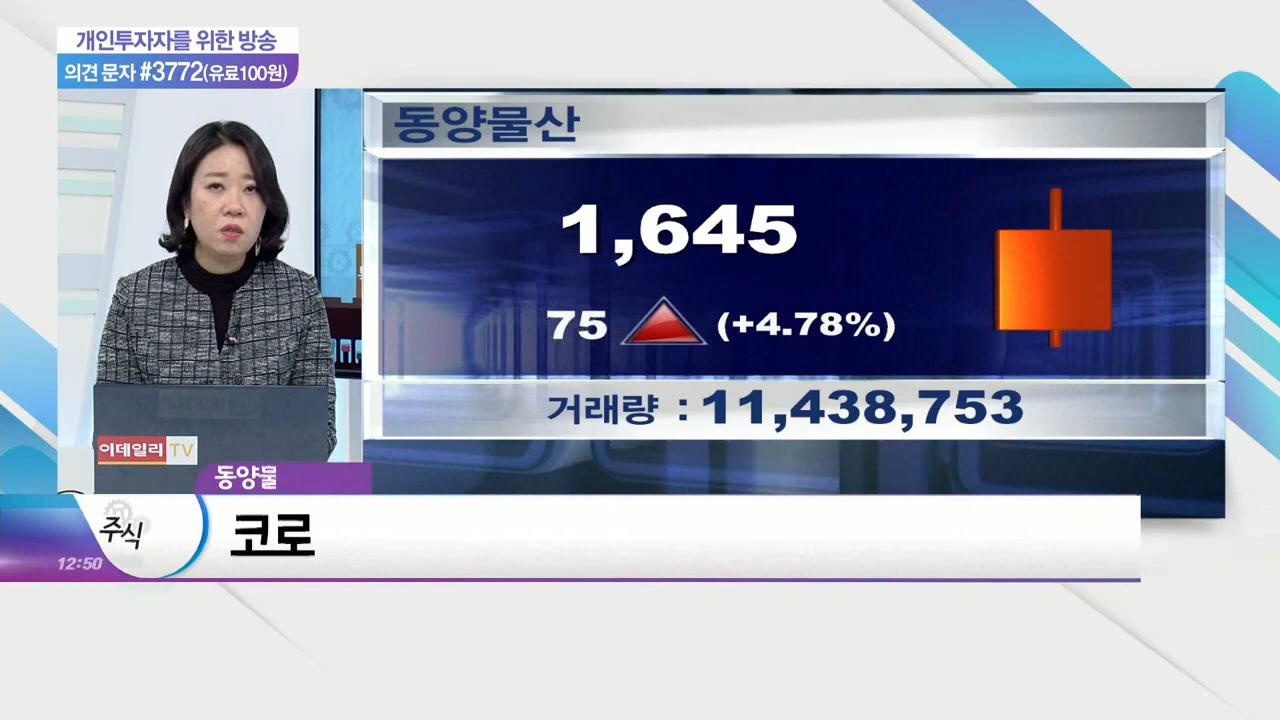 개인투자자를 위한 방송
의견 문자 #3772(유료100원)
동양물산
1,645
75 (+4.78%)
거래량 : 11,438,753
이데일리TV
동양물
주식
코로
12:50